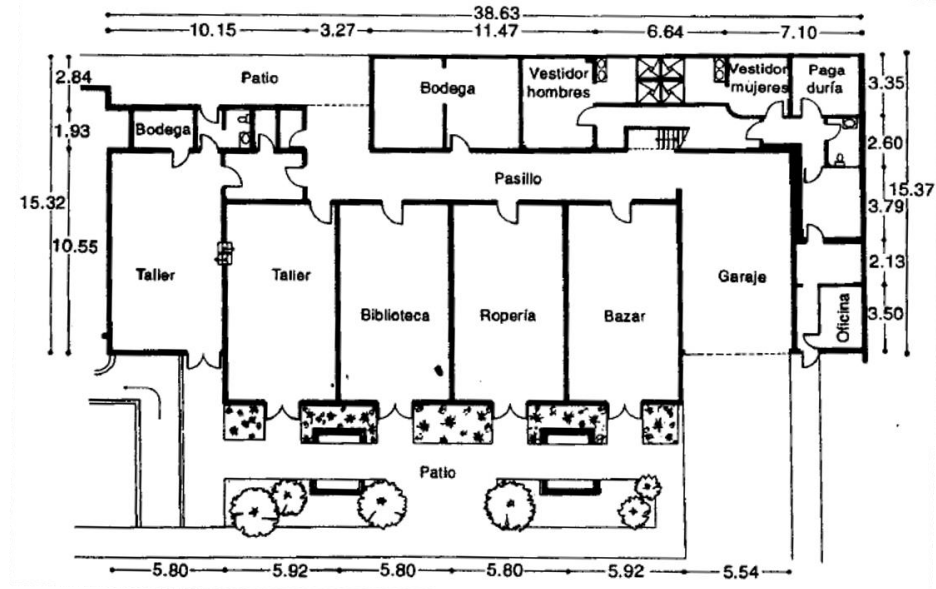 38.63
10.15 3.27 11.47 6.64 7.10
2.84
Patio
Bodega
Vestidor
hombres
Vestidor
mujeres
Paga
duría
3.35
1.93
Bodega
2.60
Pasillo
15.32
15.37
3.79
10.55
Taller
Taller
Garaje
2.13
Biblioteca
Ropería
Bazar
Oficina
3.50
Patio
5.80 5.92 5.80 5.80 5.92 5.54